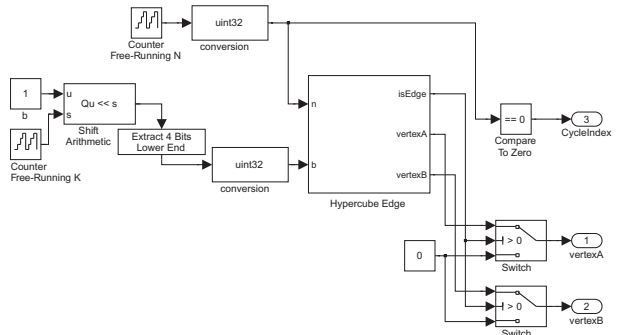 uint32
Counter
Free-Running N
conversion
1
b
u
s
Qu << s
Shift
Arithmetic
Counter
Free-Running K
Extract 4 Bits
Lower End
uint32
conversion
n
b
isEdge
vertexA
vertexB
Hypercube Edge
== 0
Compare
To Zero
3
CycleIndex
0
> 0
Switch
1
vertexA
> 0
Switch
2
vertexB